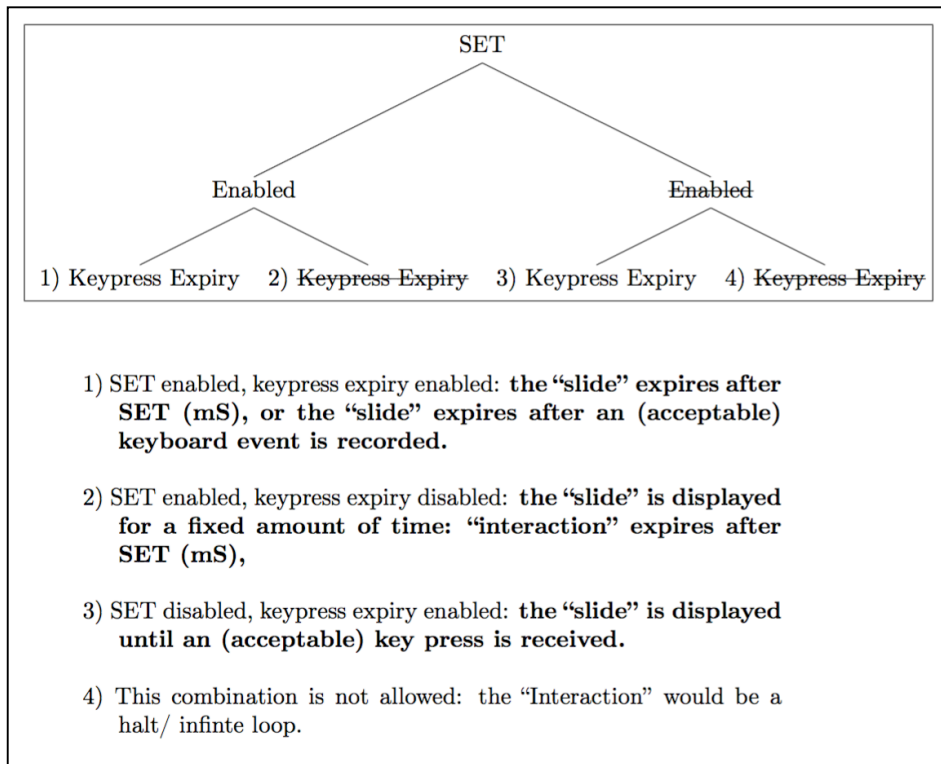 SET
Enabled Enabled
1) Keypress Expiry 2) Keypress Expiry 3) Keypress Expiry 4) Keypress Expiry
1) SET enabled, keypress expiry enabled: the “slide” expires after
SET (mS), or the “slide” expires after an (acceptable)
keyboard event is recorded.
2) SET enabled, keypress expiry disabled: the “slide” is displayed
for a fixed amount of time: “interaction” expires after
SET (mS),
3) SET disabled, keypress expiry enabled: the “slide” is displayed
until an (acceptable) key press is received.
4) This combination is not allowed: the “Interaction” would be a
halt/ infinte loop.